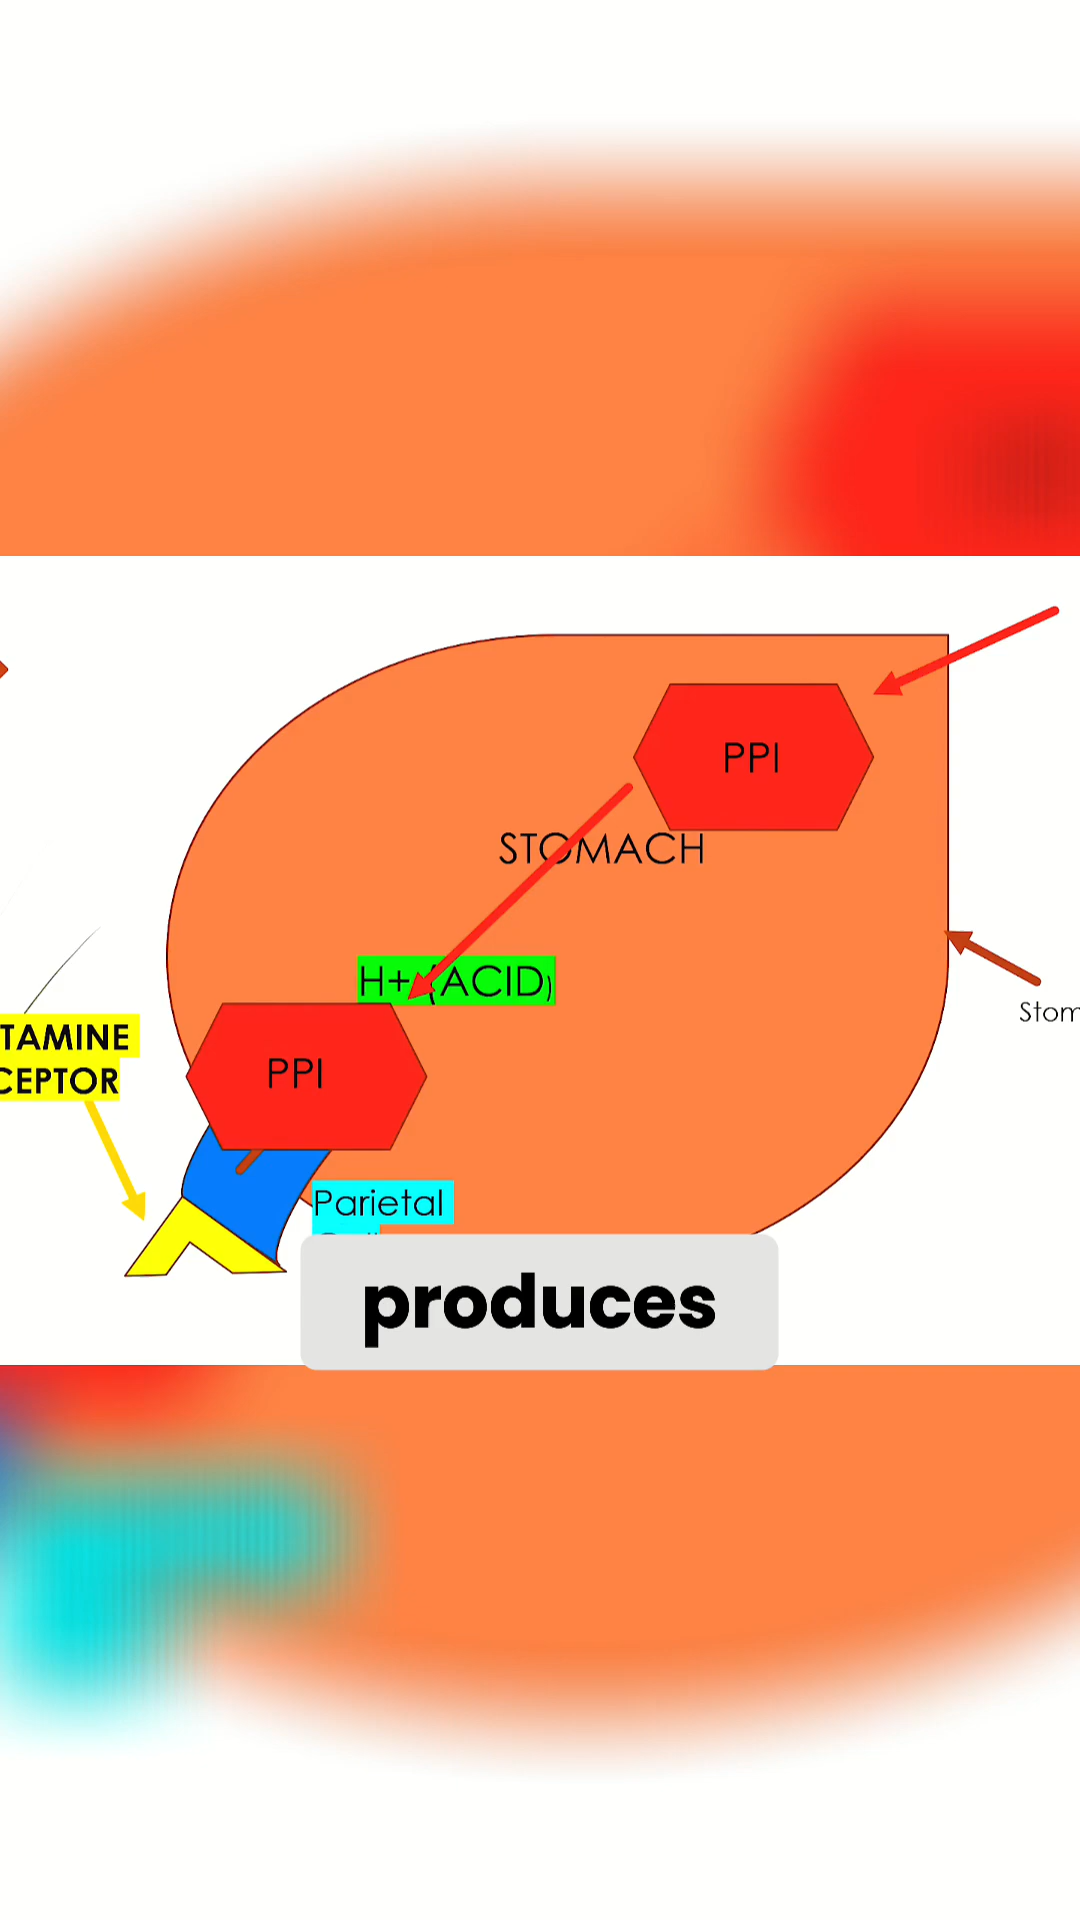 PPI
STOMACH
H+ (ACID)
TAMINE
CEPTOR
PPI
Stom
Parietal
produces